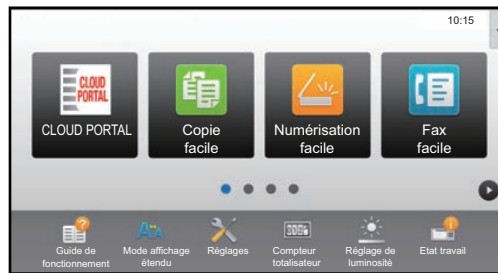 10:15
CLOUD
PORTAL
CLOUD PORTAL
Copie
facile
Numérisation
facile
Fax
facile
Guide de
fonctionnement
Mode affichage
étendu
Réglages
Compteur
totalisateur
Réglage de
luminosité
Etat travail